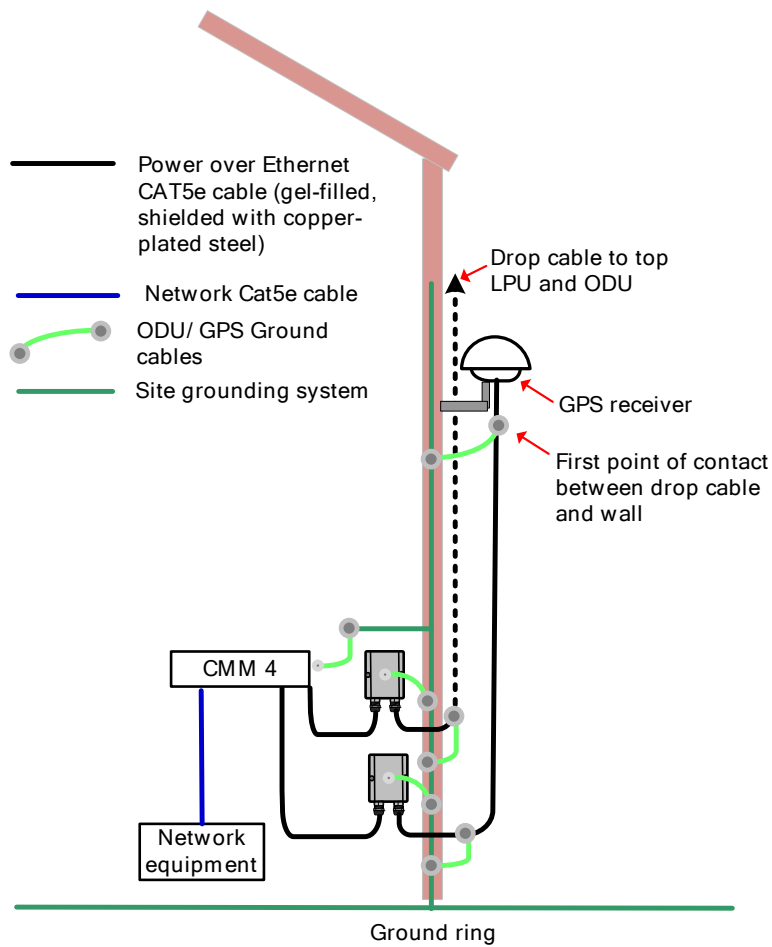 Power over Ethernet
CAT5e cable (gel-filled,
shielded with copper-
plated steel)
Network Cat5e cable
ODU/ GPS Ground
cables
Site grounding system
Drop cable to top
LPU and ODU
GPS receiver
First point of contact
between drop cable
and wall
CMM 4
Network
equipment
Ground ring